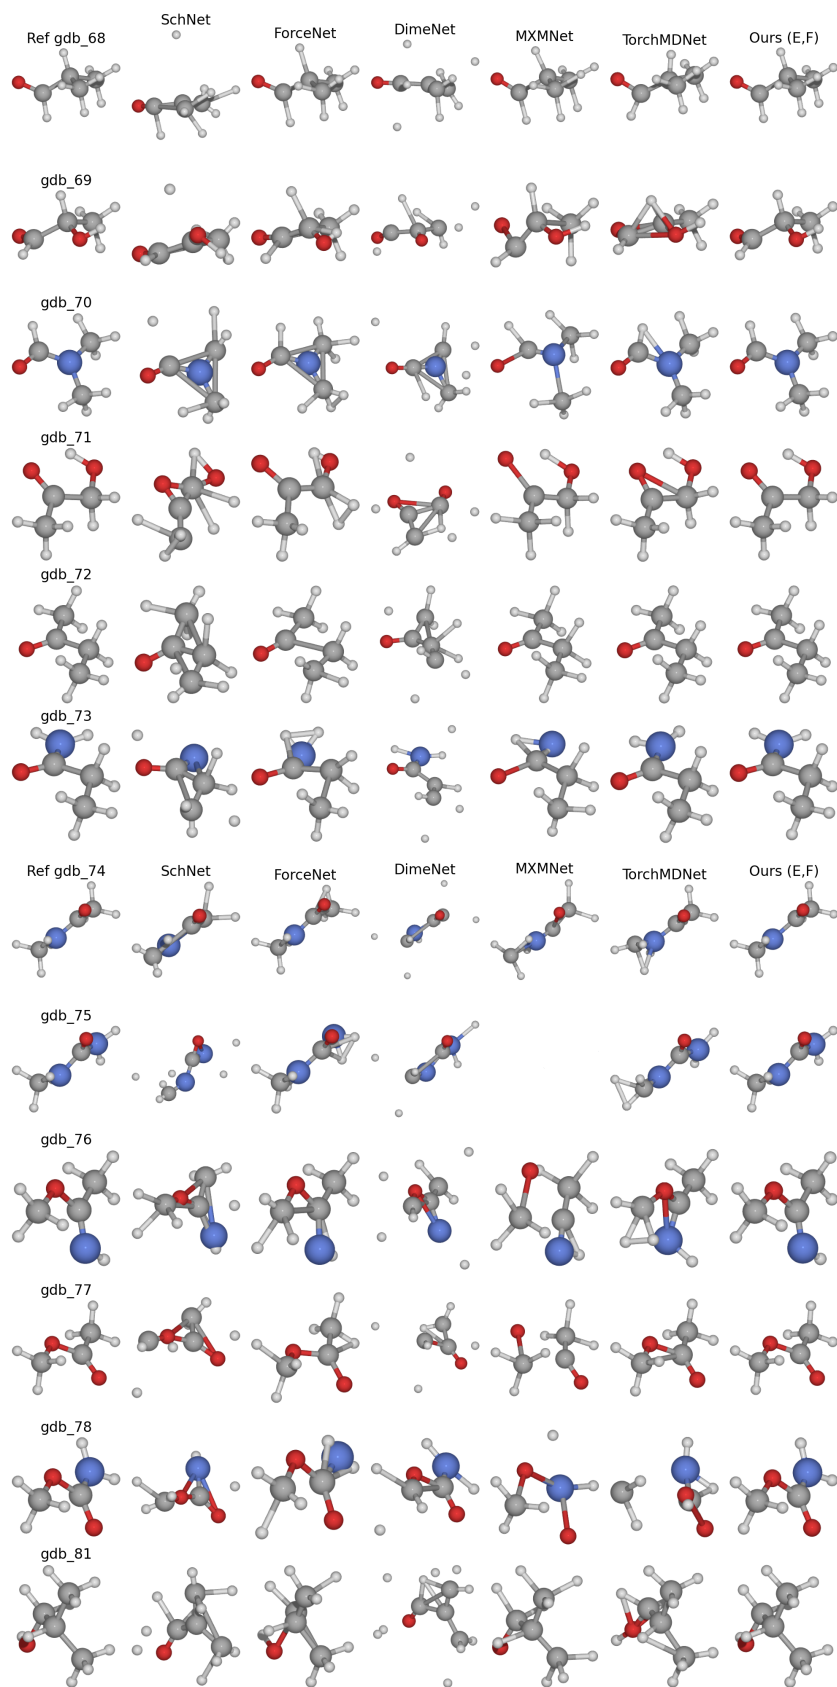 Ref gdb_68 SchNet ForceNet DimeNet MXMNet TorchMDNet Ours (E,F)
gdb_69
gdb_70
gdb_71
gdb_72
gdb_73
Ref gdb_74 SchNet ForceNet DimeNet MXMNet TorchMDNet Ours (E,F)
gdb_75
gdb_76
gdb_77
gdb_78
gdb_81